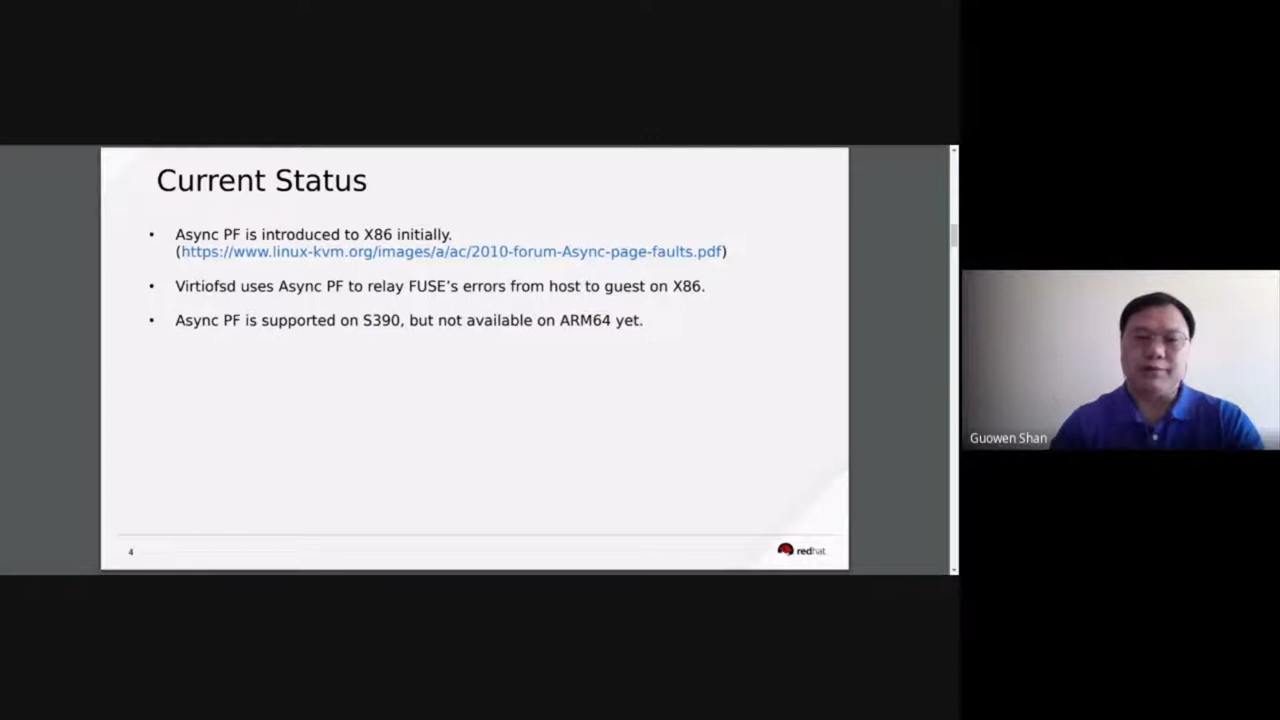 Current Status
• Async PF is introduced to X86 initially.
(https://www.linux-kvm.org/images/a/ac/2010-forum-Async-page-faults.pdf)
• Virtiofsd uses Async PF to relay FUSE's errors from host to guest on X86.
• Async PF is supported on S390, but not available on ARM64 yet.
4
redhat
Guowen Shan